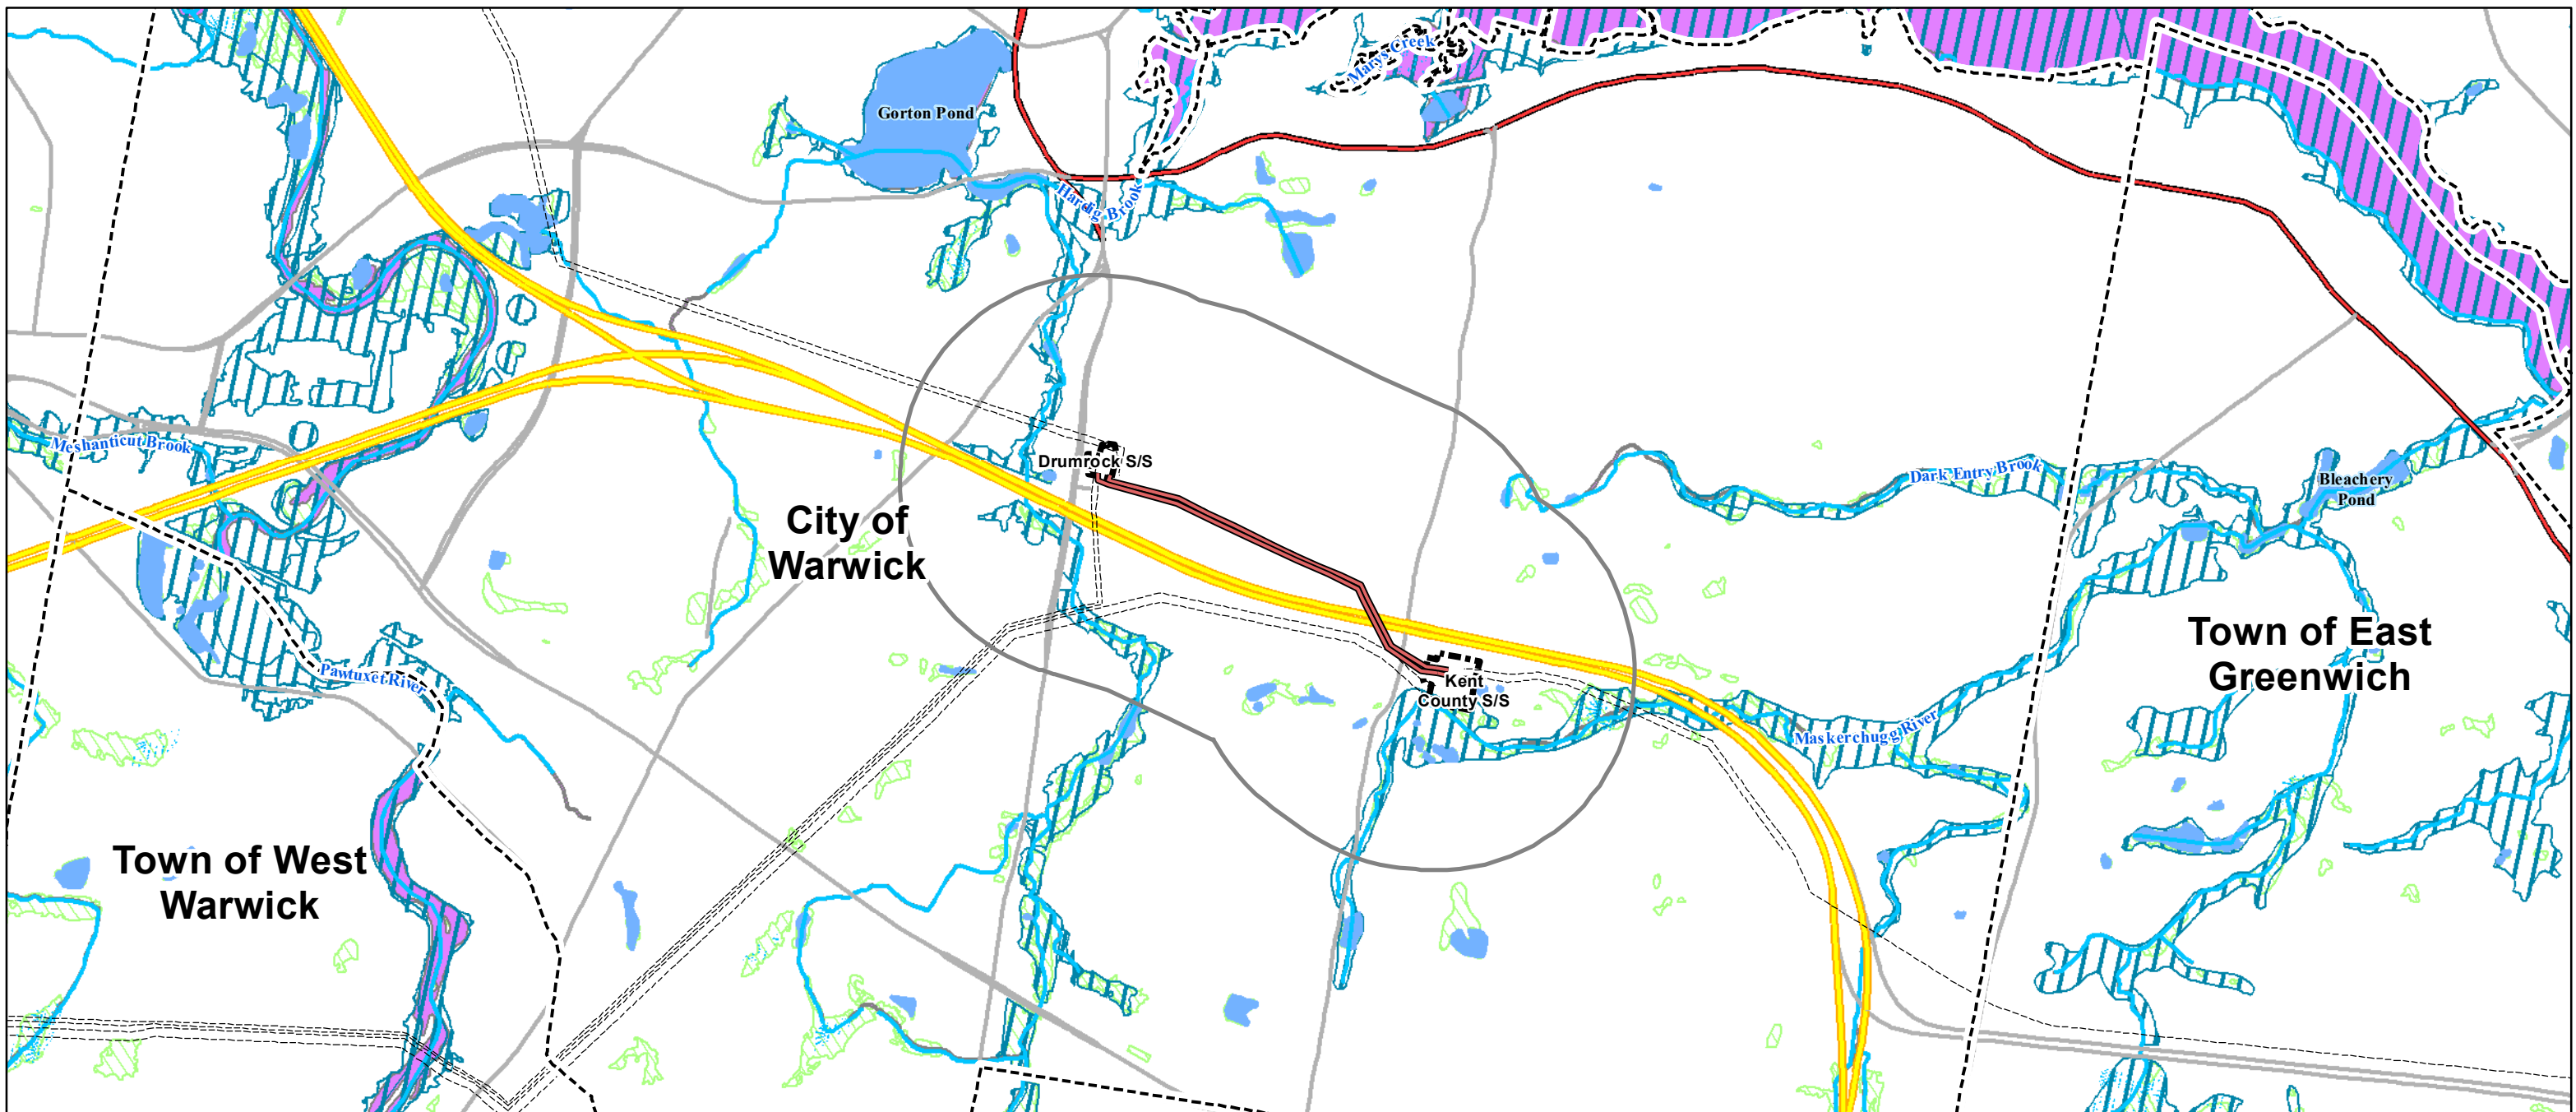 Marys Creek
Gorton Pond
Hardig Brook
Meshanticut Brook
Drumrock S/S
Dark Entry Brook
Bleachery
Pond
City of
Warwick
Town of East
Greenwich
Pawtuxet River
Kent
County S/S
Maskerchugg River
Town of West
Warwick